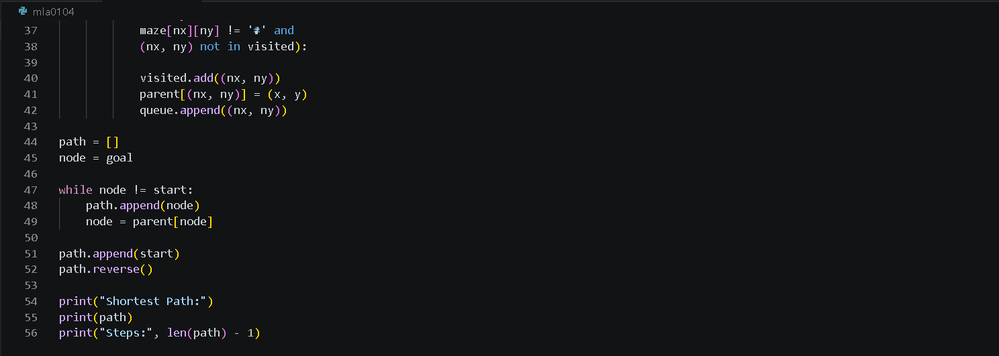 mla0104
37 maze[nx][ny] != '#' and
38 (nx, ny) not in visited):
39
40 visited.add((nx, ny))
41 parent[(nx, ny)] = (x, y)
42 queue.append((nx, ny))
43
44 path = []
45 node = goal
46
47 while node != start:
48     path.append(node)
49     node = parent[node]
50
51 path.append(start)
52 path.reverse()
53
54 print("Shortest Path:")
55 print(path)
56 print("Steps:", len(path) - 1)